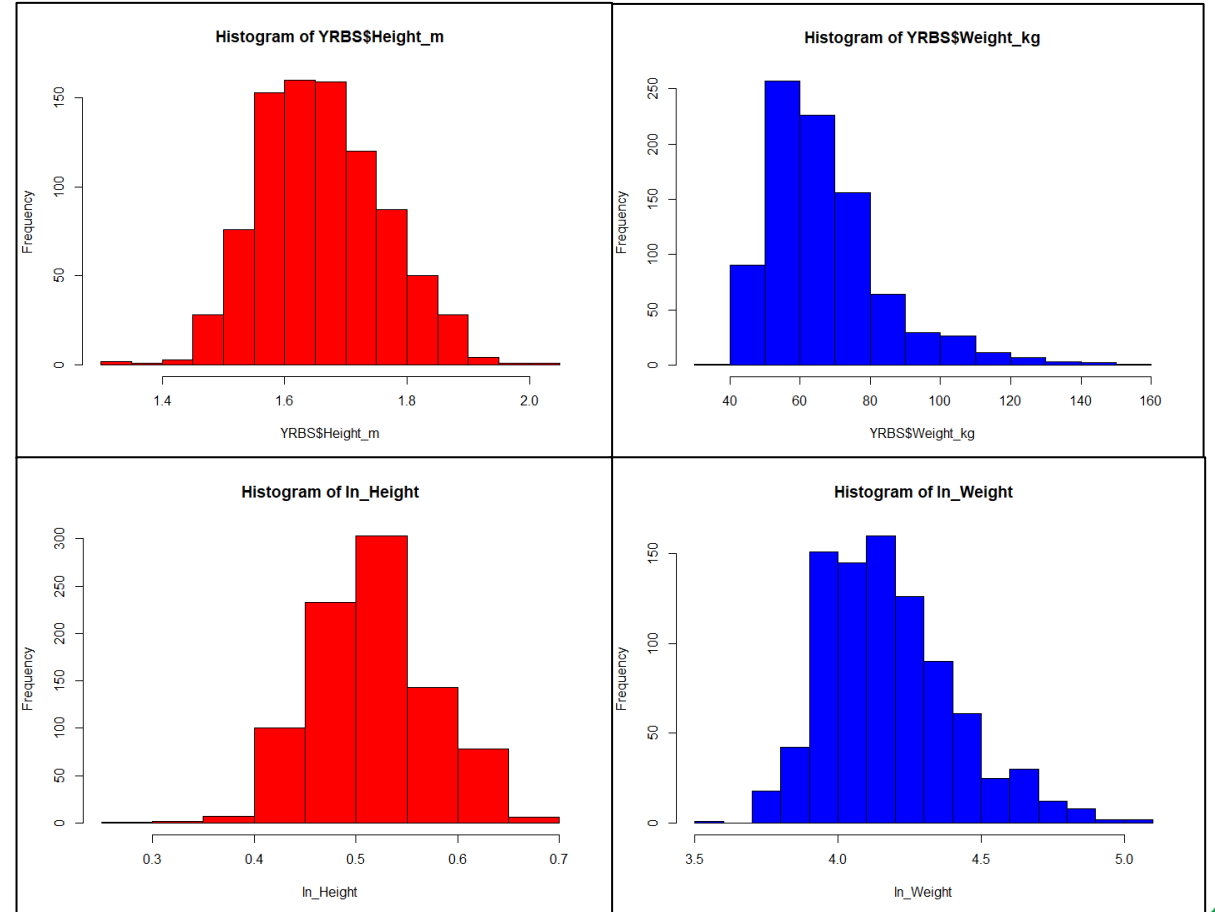 Histogram of YRBS$Height_m
Frequency
0
50
100
150
1.4 1.6 1.8 2.0
YRBS$Height_m
Histogram of YRBS$Weight_kg
Frequency
0
50
100
150
200
250
40 60 80 100 120 140 160
YRBS$Weight_kg
Histogram of ln_Height
Frequency
0
50
100
150
200
250
300
0.3 0.4 0.5 0.6 0.7
ln_Height
Histogram of ln_Weight
Frequency
0
50
100
150
3.5 4.0 4.5 5.0
ln_Weight